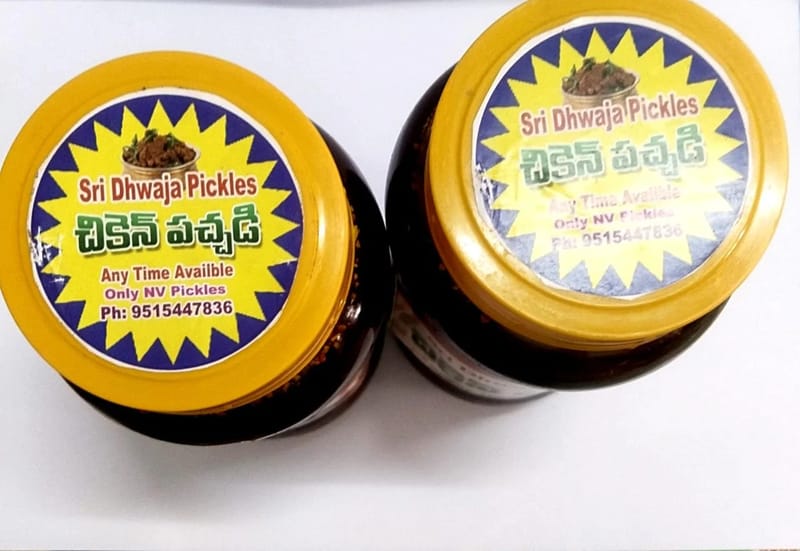 Sri Dhwaja Pickles
చికెన్ పచ్చడి
Any Time Availble
Only NV Pickles
Ph: 9515447836
Sri Dhwaja Pickles
చికెన్ పచ్చడి
Any Time Availble
Only NV Pickles
Ph: 9515447836